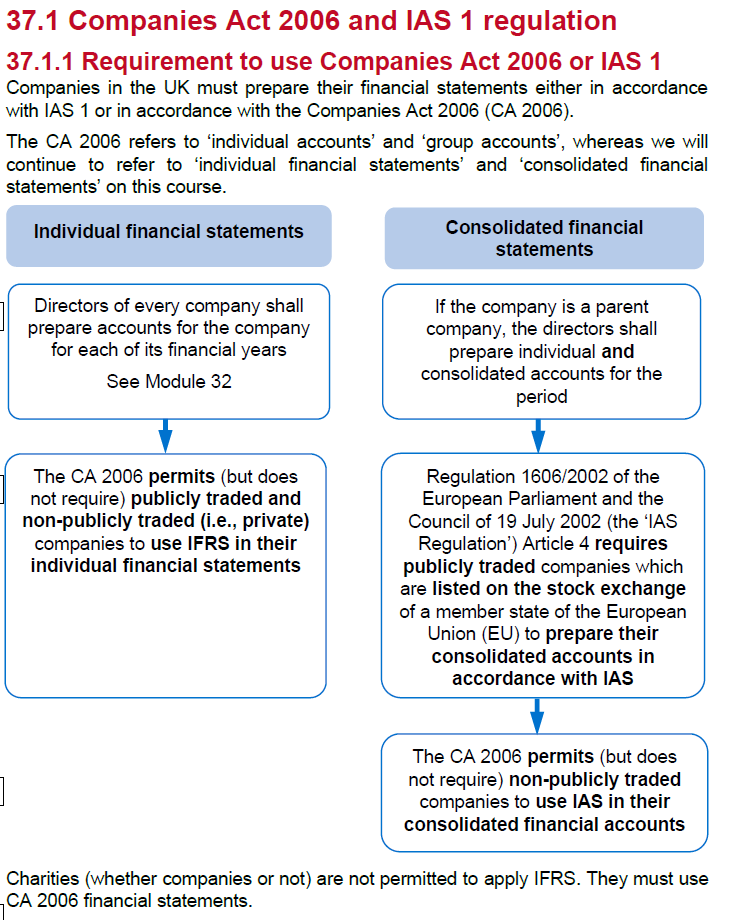 37.1 Companies Act 2006 and IAS 1 regulation
37.1.1 Requirement to use Companies Act 2006 or IAS 1
Companies in the UK must prepare their financial statements either in accordance
with IAS 1 or in accordance with the Companies Act 2006 (CA 2006).
The CA 2006 refers to ‘individual accounts’ and ‘group accounts’, whereas we will
continue to refer to ‘individual financial statements’ and ‘consolidated financial
statements’ on this course.
Individual financial statements
Directors of every company shall
prepare accounts for the company
for each of its financial years
See Module 32
The CA 2006 permits (but does
not require) publicly traded and
non-publicly traded (i.e., private)
companies to use IFRS in their
individual financial statements
Consolidated financial
statements
If the company is a parent
company, the directors shall
prepare individual and
consolidated accounts for the
period
Regulation 1606/2002 of the
European Parliament and the
Council of 19 July 2002 (the ‘IAS
Regulation’) Article 4 requires
publicly traded companies which
are listed on the stock exchange
of a member state of the European
Union (EU) to prepare their
consolidated accounts in
accordance with IAS
The CA 2006 permits (but does
not require) non-publicly traded
companies to use IAS in their
consolidated financial accounts
Charities (whether companies or not) are not permitted to apply IFRS. They must use
CA 2006 financial statements.